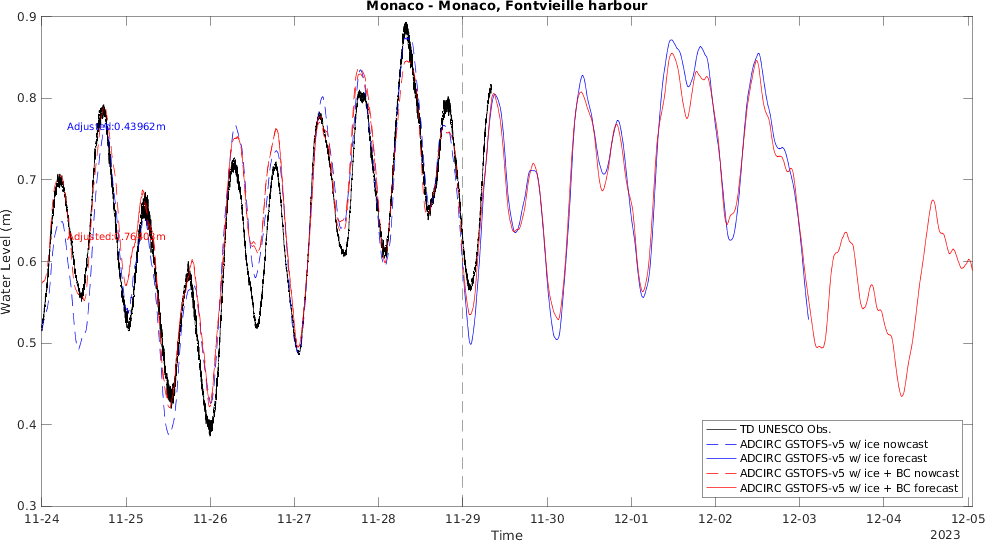 Monaco - Monaco, Fontvieille harbour
Water Level (m)
0.9
0.8
0.7
0.6
0.5
0.4
0.3
Adjusted:0.43962m
TD UNESCO Obs.
ADCIRC GSTOFS-v5 w/ ice nowcast
ADCIRC GSTOFS-v5 w/ ice forecast
ADCIRC GSTOFS-v5 w/ ice + BC nowcast
ADCIRC GSTOFS-v5 w/ ice + BC forecast
11-24 11-25 11-26 11-27 11-28 11-29 11-30 12-01 12-02 12-03 12-04 12-05
Time
2023